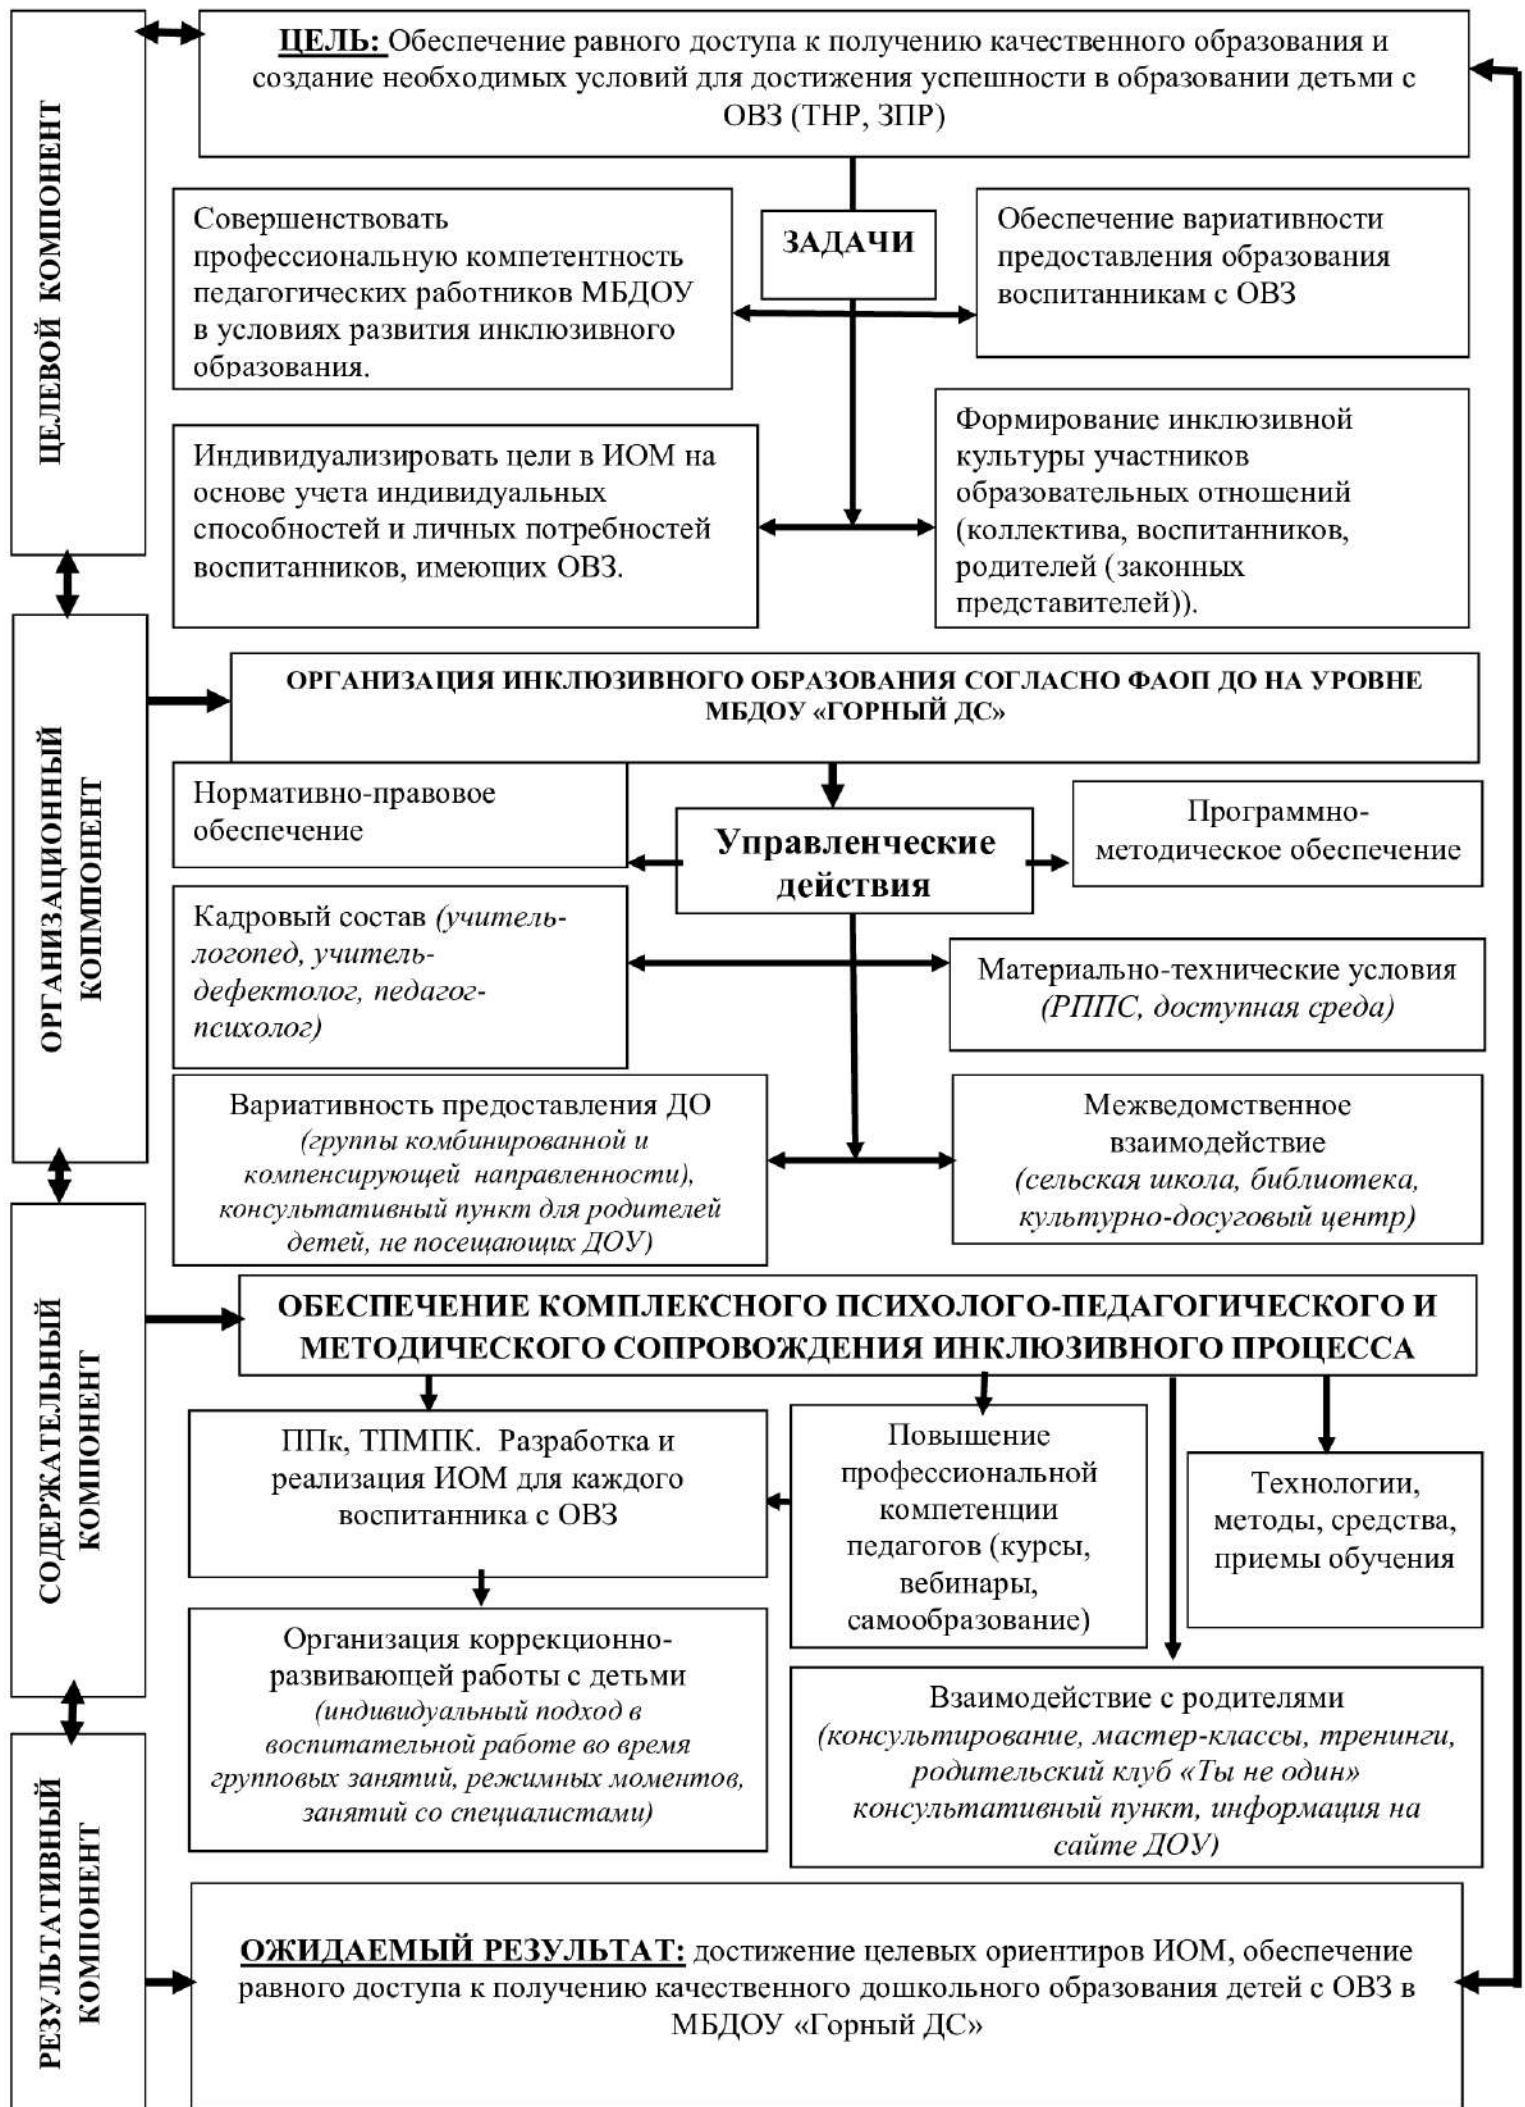 ЦЕЛЕВОЙ КОМПОНЕНТ
ЦЕЛЬ: Обеспечение равного доступа к получению качественного образования и
создание необходимых условий для достижения успешности в образовании детьми с
ОВЗ (ТНР, ЗПР)
ЗАДАЧИ
Совершенствовать
профессиональную компетентность
педагогических работников МБДОУ
в условиях развития инклюзивного
образования.
Обеспечение вариативности
предоставления образования
воспитанникам с ОВЗ
Индивидуализировать цели в ИОМ на
основе учета индивидуальных
способностей и личных потребностей
воспитанников, имеющих ОВЗ.
Формирование инклюзивной
культуры участников
образовательных отношений
(коллектива, воспитанников,
родителей (законных
представителей)).
ОРГАНИЗАЦИОННЫЙ
КОПМПОНЕНТ
ОРГАНИЗАЦИЯ ИНКЛЮЗИВНОГО ОБРАЗОВАНИЯ СОГЛАСНО ФАОП ДО НА УРОВНЕ
МБДОУ «ГОРНЫЙ ДС»
Нормативно-правовое
обеспечение
Управленческие
действия
Программно-
методическое обеспечение
Кадровый состав (учитель-
логопед, учитель-
дефектолог, педагог-
психолог)
Материально-технические условия
(РППС, доступная среда)
Вариативность предоставления ДО
(группы комбинированной и
компенсирующей направленности),
консультативный пункт для родителей
детей, не посещающих ДОУ)
Межведомственное
взаимодействие
(сельская школа, библиотека,
культурно-досуговый центр)
СОДЕРЖАТЕЛЬНЫЙ
КОМПОНЕНТ
ОБЕСПЕЧЕНИЕ КОМПЛЕКСНОГО ПСИХОЛОГО-ПЕДАГОГИЧЕСКОГО И
МЕТОДИЧЕСКОГО СОПРОВОЖДЕНИЯ ИНКЛЮЗИВНОГО ПРОЦЕССА
ППк, ТПМПК. Разработка и
реализация ИОМ для каждого
воспитанника с ОВЗ
Повышение
профессиональной
компетенции
педагогов (курсы,
вебинары,
самообразование)
Технологии,
методы, средства,
приемы обучения
Организация коррекционно-
развивающей работы с детьми
(индивидуальный подход в
воспитательной работе во время
групповых занятий, режимных моментов,
занятий со специалистами)
Взаимодействие с родителями
(консультирование, мастер-классы, тренинги,
родительский клуб «Ты не один»
консультативный пункт, информация на
сайте ДОУ)
РЕЗУЛЬТАТИВНЫЙ
КОМПОНЕНТ
ОЖИДАЕМЫЙ РЕЗУЛЬТАТ: достижение целевых ориентиров ИОМ, обеспечение
равного доступа к получению качественного дошкольного образования детей с ОВЗ в
МБДОУ «Горный ДС»